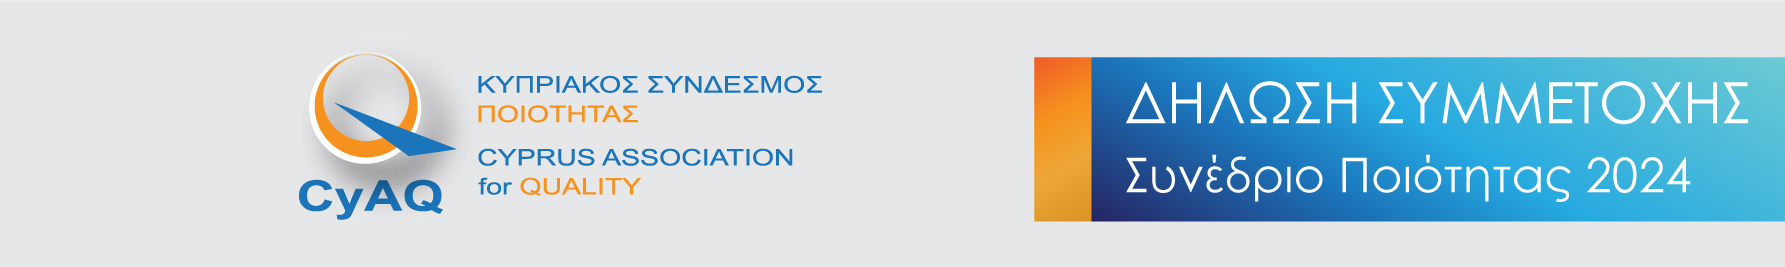 CyAQ
ΚΥΠΡΙΑΚΟΣ ΣΥΝΔΕΣΜΟΣ
ΠΟΙΟΤΗΤΑΣ
CYPRUS ASSOCIATION
for QUALITY
ΔΗΛΩΣΗ ΣΥΜΜΕΤΟΧΗΣ
Συνέδριο Ποιότητας 2024